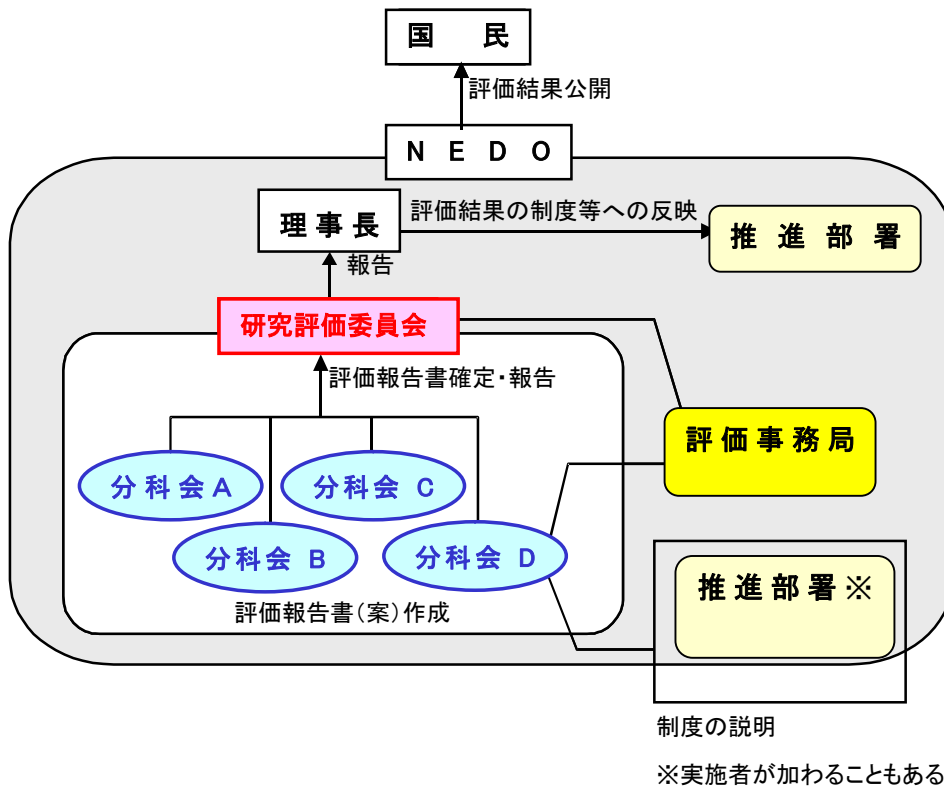 国 民
評価結果公開
N E D O
理事長
評価結果の制度等への反映
推進部署
報告
研究評価委員会
評価報告書確定・報告
評価事務局
分科会A
分科会 C
分科会 B
分科会 D
推進部署※
評価報告書(案)作成
制度の説明
※実施者が加わることもある